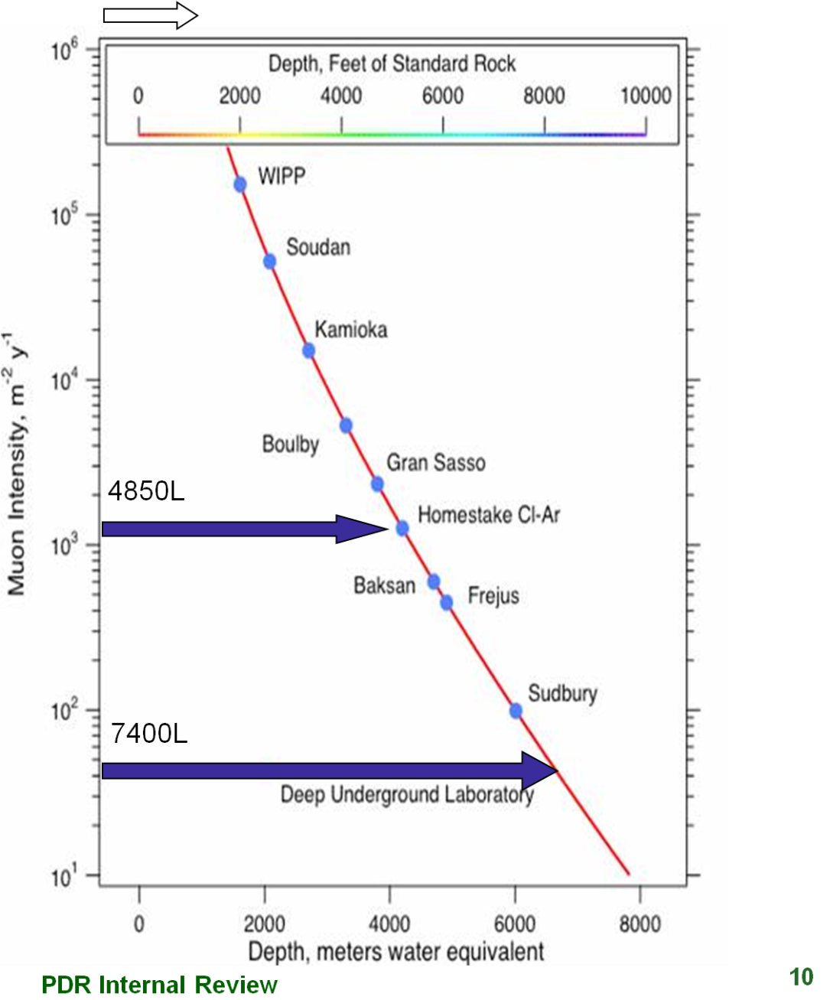 10⁶
Depth, Feet of Standard Rock
0 2000 4000 6000 8000 10000
WIPP
10⁵
Soudan
Kamioka
10⁴
Boulby
Gran Sasso
4850L
Homestake Cl-Ar
10³
Baksan
Frejus
Sudbury
10²
7400L
Deep Underground Laboratory
10¹
Muon Intensity, m⁻² y⁻¹
0 2000 4000 6000 8000
Depth, meters water equivalent
PDR Internal Review
10